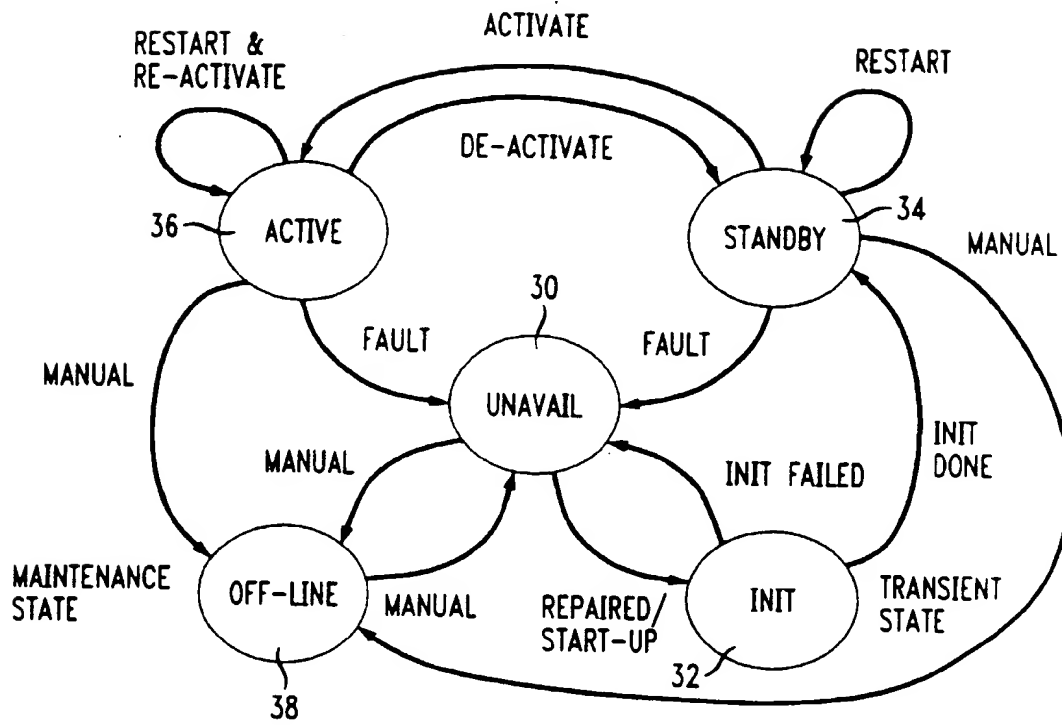 ACTIVATE
RESTART &
RE-ACTIVATE
RESTART
DE-ACTIVATE
36
ACTIVE
STANDBY
34
MANUAL
30
FAULT
FAULT
MANUAL
UNAVAIL
INIT
DONE
MANUAL
INIT FAILED
MAINTENANCE
STATE
OFF-LINE
MANUAL
REPAIRED/
START-UP
INIT
TRANSIENT
STATE
32
38